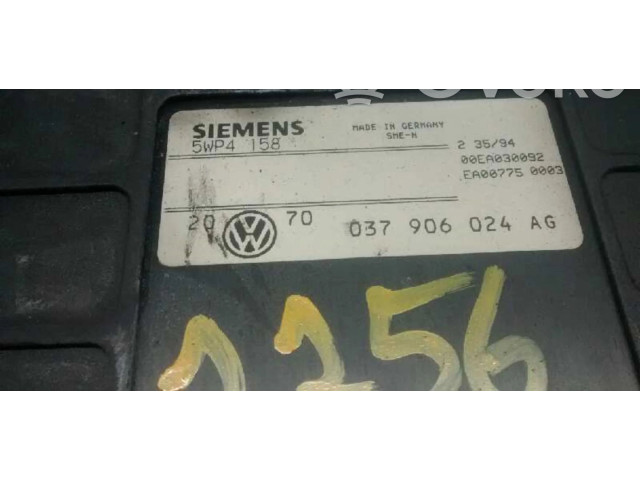 SIEMENS
5WP4 158
MADE IN GERMANY
SME-N
2 35/94
00EA030092
EA00775 0003
20 VW 70
037 906 024 AG
1256